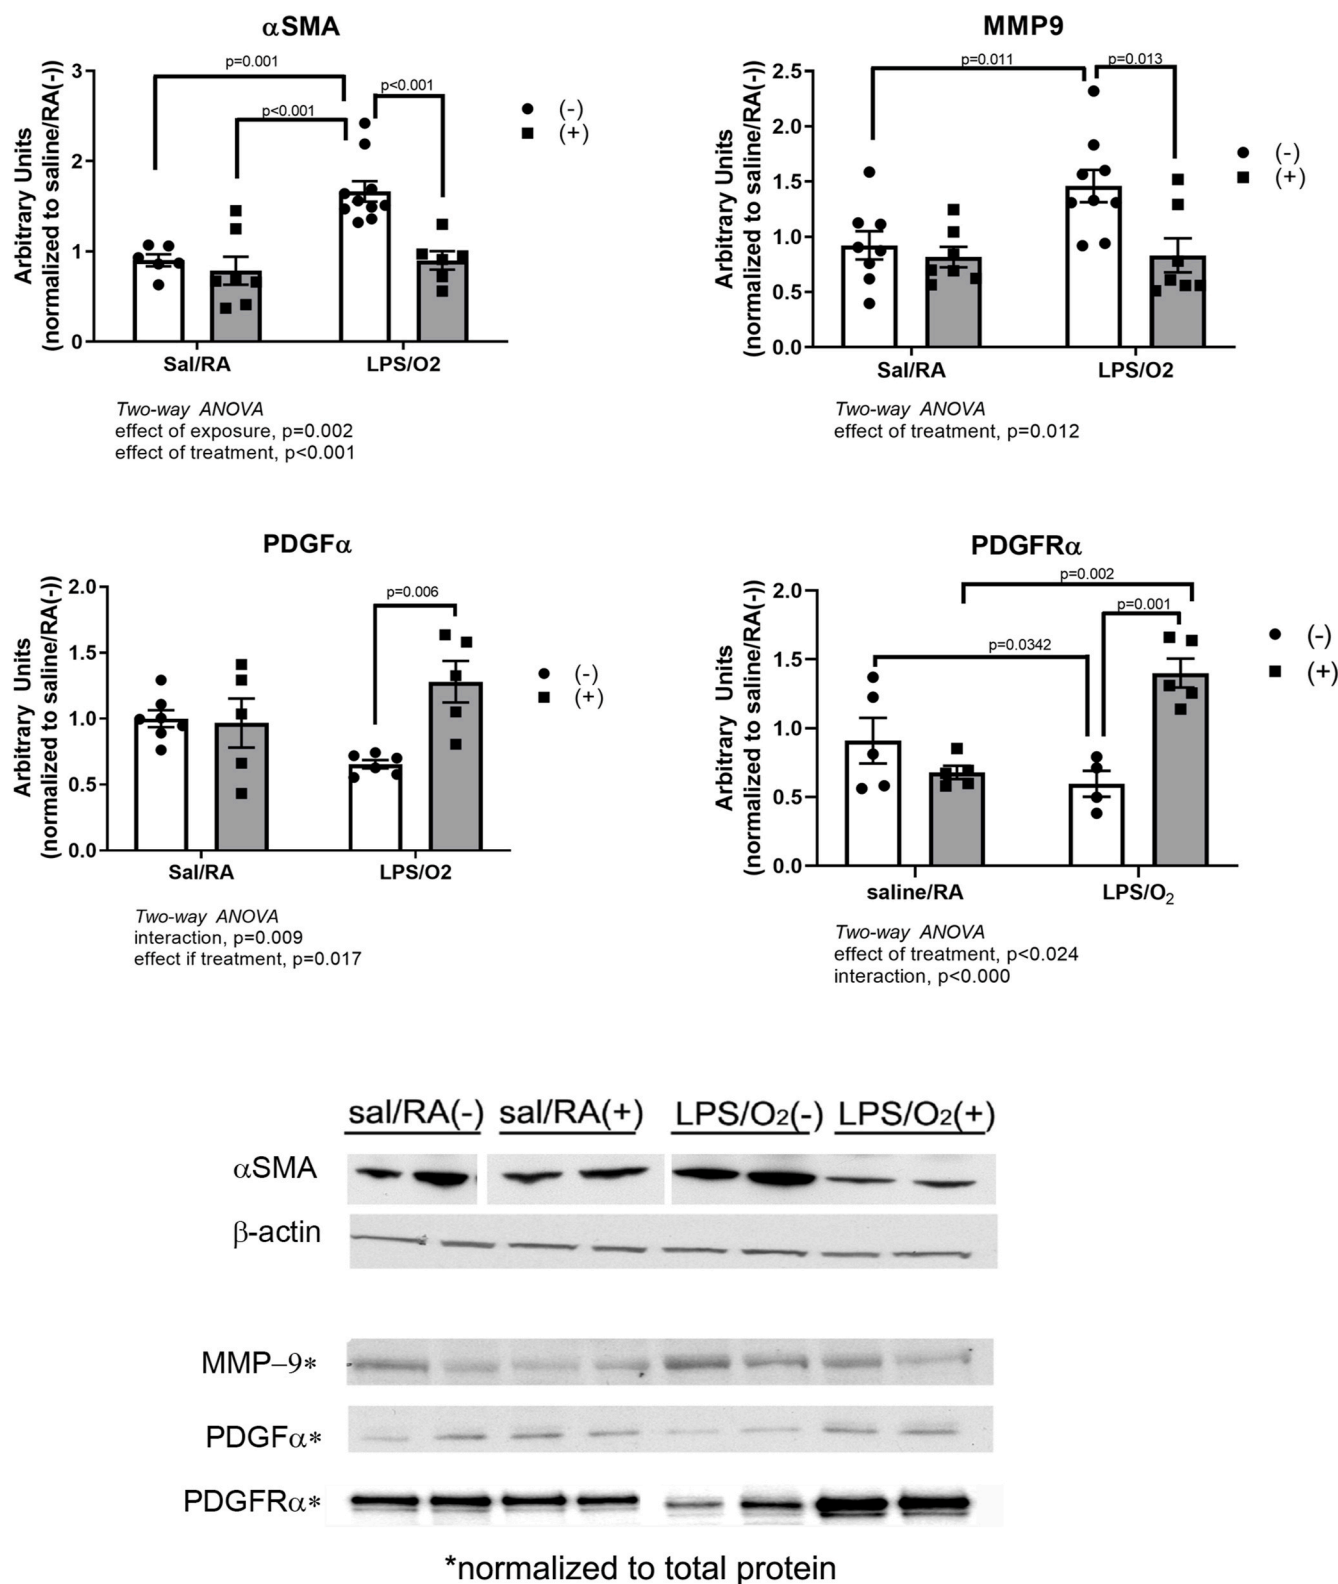 αSMA
Arbitrary Units
(normalized to saline/RA(-))
3
2
1
0
p=0.001
p<0.001
p<0.001
(-)
(+)
Sal/RA
LPS/O2
Two-way ANOVA
effect of exposure, p=0.002
effect of treatment, p<0.001
MMP9
Arbitrary Units
(normalized to saline/RA(-))
2.5
2.0
1.5
1.0
0.5
0.0
p=0.011
p=0.013
(-)
(+)
Sal/RA
LPS/O2
Two-way ANOVA
effect of treatment, p=0.012
PDGFα
Arbitrary Units
(normalized to saline/RA(-))
2.0
1.5
1.0
0.5
0.0
p=0.006
(-)
(+)
Sal/RA
LPS/O2
Two-way ANOVA
interaction, p=0.009
effect if treatment, p=0.017
PDGFRα
Arbitrary Units
(normalized to saline/RA(-))
2.0
1.5
1.0
0.5
0.0
p=0.002
p=0.001
p=0.0342
(-)
(+)
saline/RA
LPS/O₂
Two-way ANOVA
effect of treatment, p<0.024
interaction, p<0.000
sal/RA(-) sal/RA(+) LPS/O₂(-) LPS/O₂(+)
αSMA
β-actin
MMP–9*
PDGFα*
PDGFRα*
*normalized to total protein